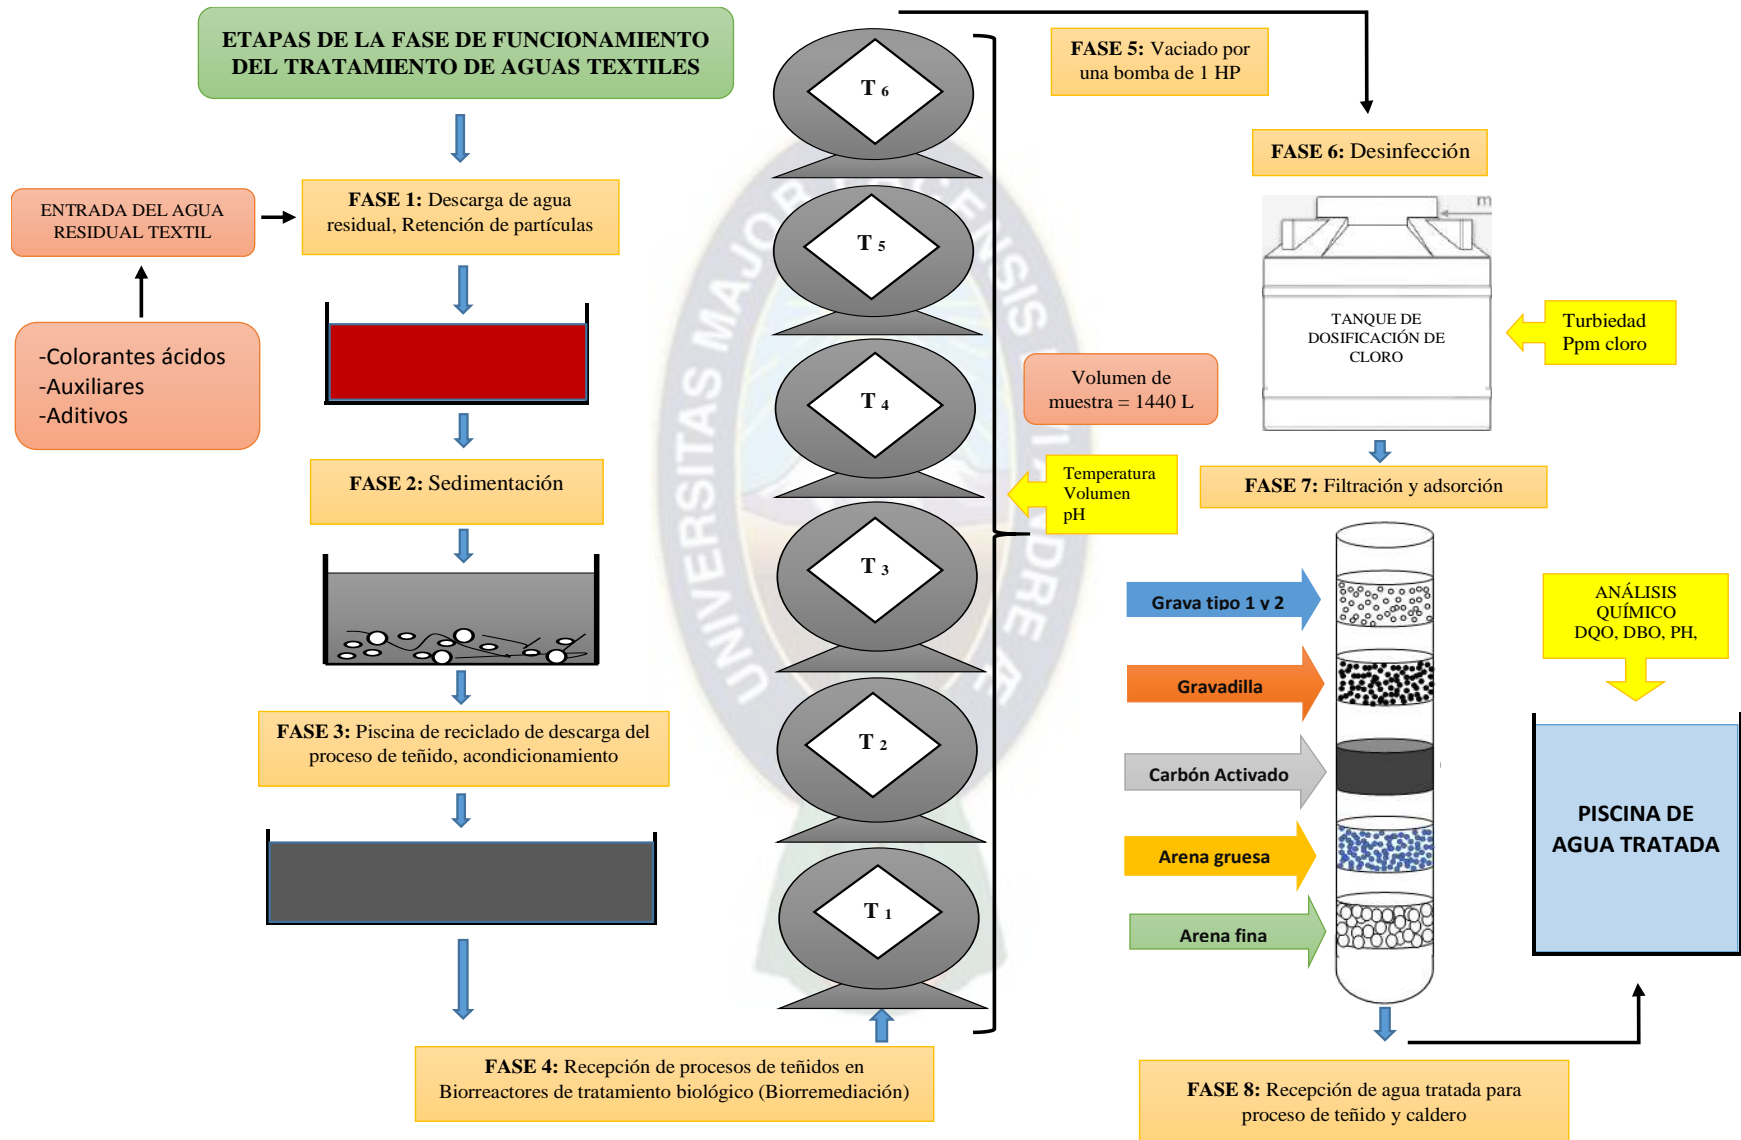 ETAPAS DE LA FASE DE FUNCIONAMIENTO
DEL TRATAMIENTO DE AGUAS TEXTILES
ENTRADA DEL AGUA
RESIDUAL TEXTIL
-Colorantes ácidos
-Auxiliares
-Aditivos
FASE 1: Descarga de agua
residual, Retención de partículas
FASE 2: Sedimentación
FASE 3: Piscina de reciclado de descarga del
proceso de teñido, acondicionamiento
FASE 4: Recepción de procesos de teñidos en
Biorreactores de tratamiento biológico (Biorremediación)
T 6
T 5
T 4
T 3
T 2
T 1
UNIVERSITAS MAJOR PACENSIS DIVI ANDRE Æ
Volumen de
muestra = 1440 L
Temperatura
Volumen
pH
FASE 5: Vaciado por
una bomba de 1 HP
FASE 6: Desinfección
m
TANQUE DE
DOSIFICACIÓN DE
CLORO
Turbiedad
Ppm cloro
FASE 7: Filtración y adsorción
Grava tipo 1 y 2
Gravadilla
Carbón Activado
Arena gruesa
Arena fina
FASE 8: Recepción de agua tratada para
proceso de teñido y caldero
ANÁLISIS
QUÍMICO
DQO, DBO, PH,
PISCINA DE
AGUA TRATADA